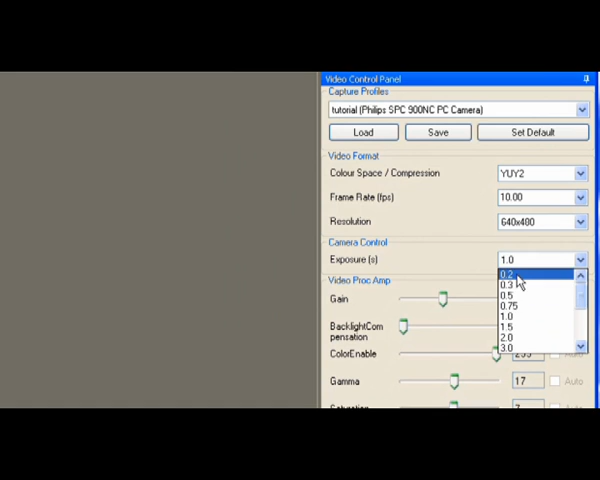 Video Control Panel
Capture Profiles
tutorial (Philips SPC 900NC PC Camera)
Load Save Set Default
Video Format
Colour Space / Compression YUY2
Frame Rate (fps) 10.00
Resolution 640x480
Camera Control
Exposure (s) 1.0
0.2
Video Proc Amp
0.3
0.5
Gain
0.75
1.0
BacklightCom
pensation
1.5
2.0
3.0
ColorEnable 255 Auto
Gamma 17 Auto
Saturation